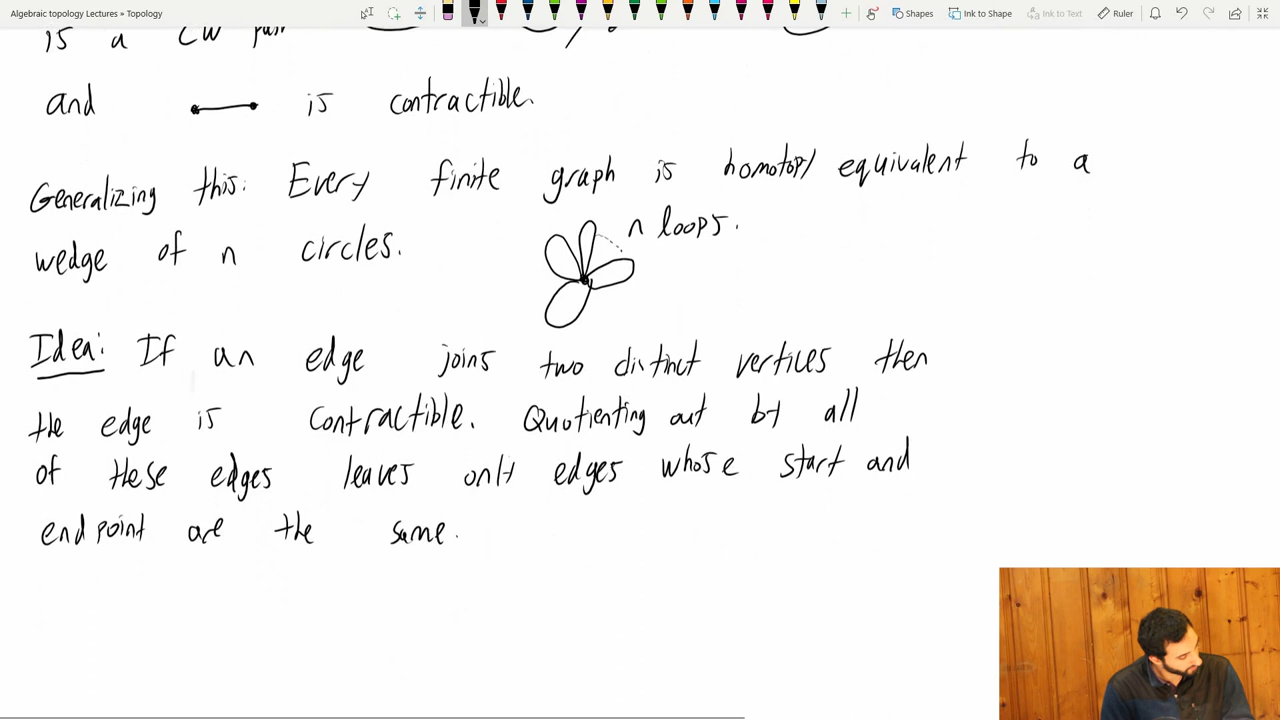 Algebraic topology Lectures » Topology
Shapes
Ink to Shape
Ink to Text
Ruler
is a CW pair
and is contractible.
Generalizing this: Every finite graph is homotopy equivalent to a
wedge of n circles.
n loops.
Idea: If an edge joins two distinct vertices then
the edge is contractible. Quotienting out by all
of these edges leaves only edges whose start and
endpoint are the same.